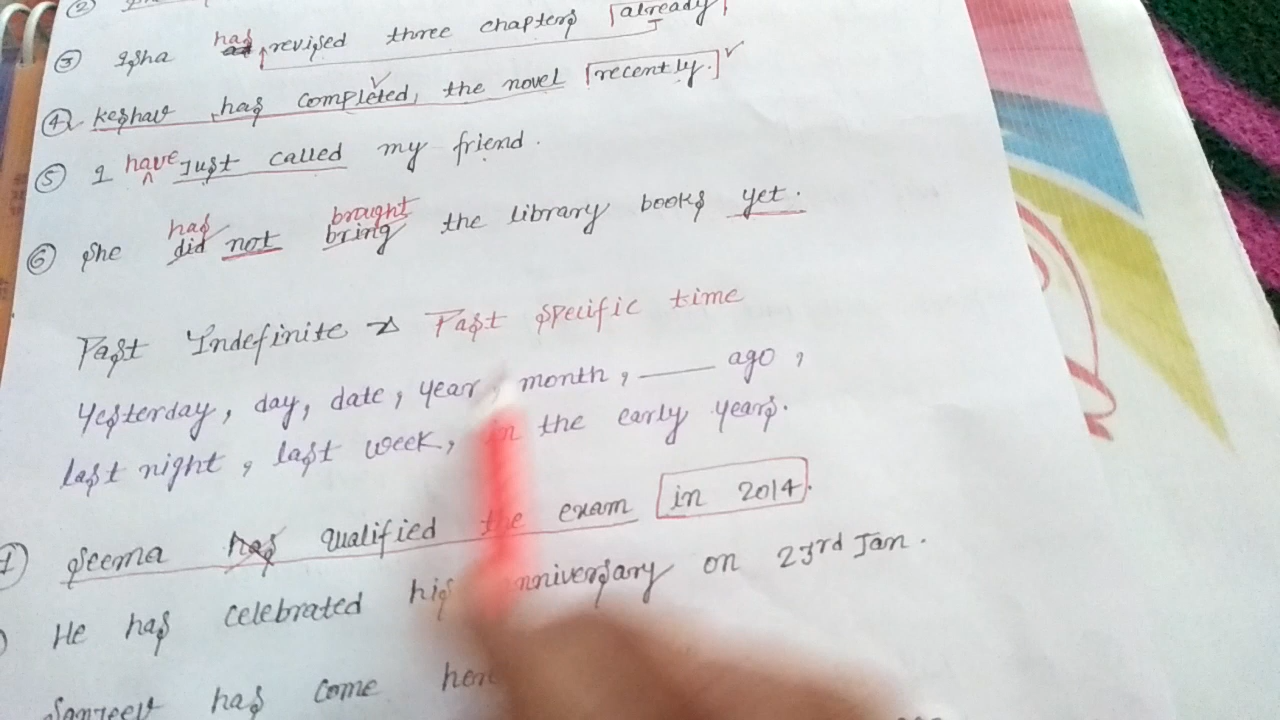 ②
③ Isha has revised three chapters already
④ Keshav has completed, the novel recently.
⑤ I have Just called my friend.
has brought
⑥ She did not bring the library books yet.
Past Indefinite → Past specific time
Yesterday, day, date, year, month, ___ ago,
last night, last week, in the early years.
① Seema has qualified the exam in 2014.
He has celebrated his anniversary on 23rd Jan.
Sanjeev has come here